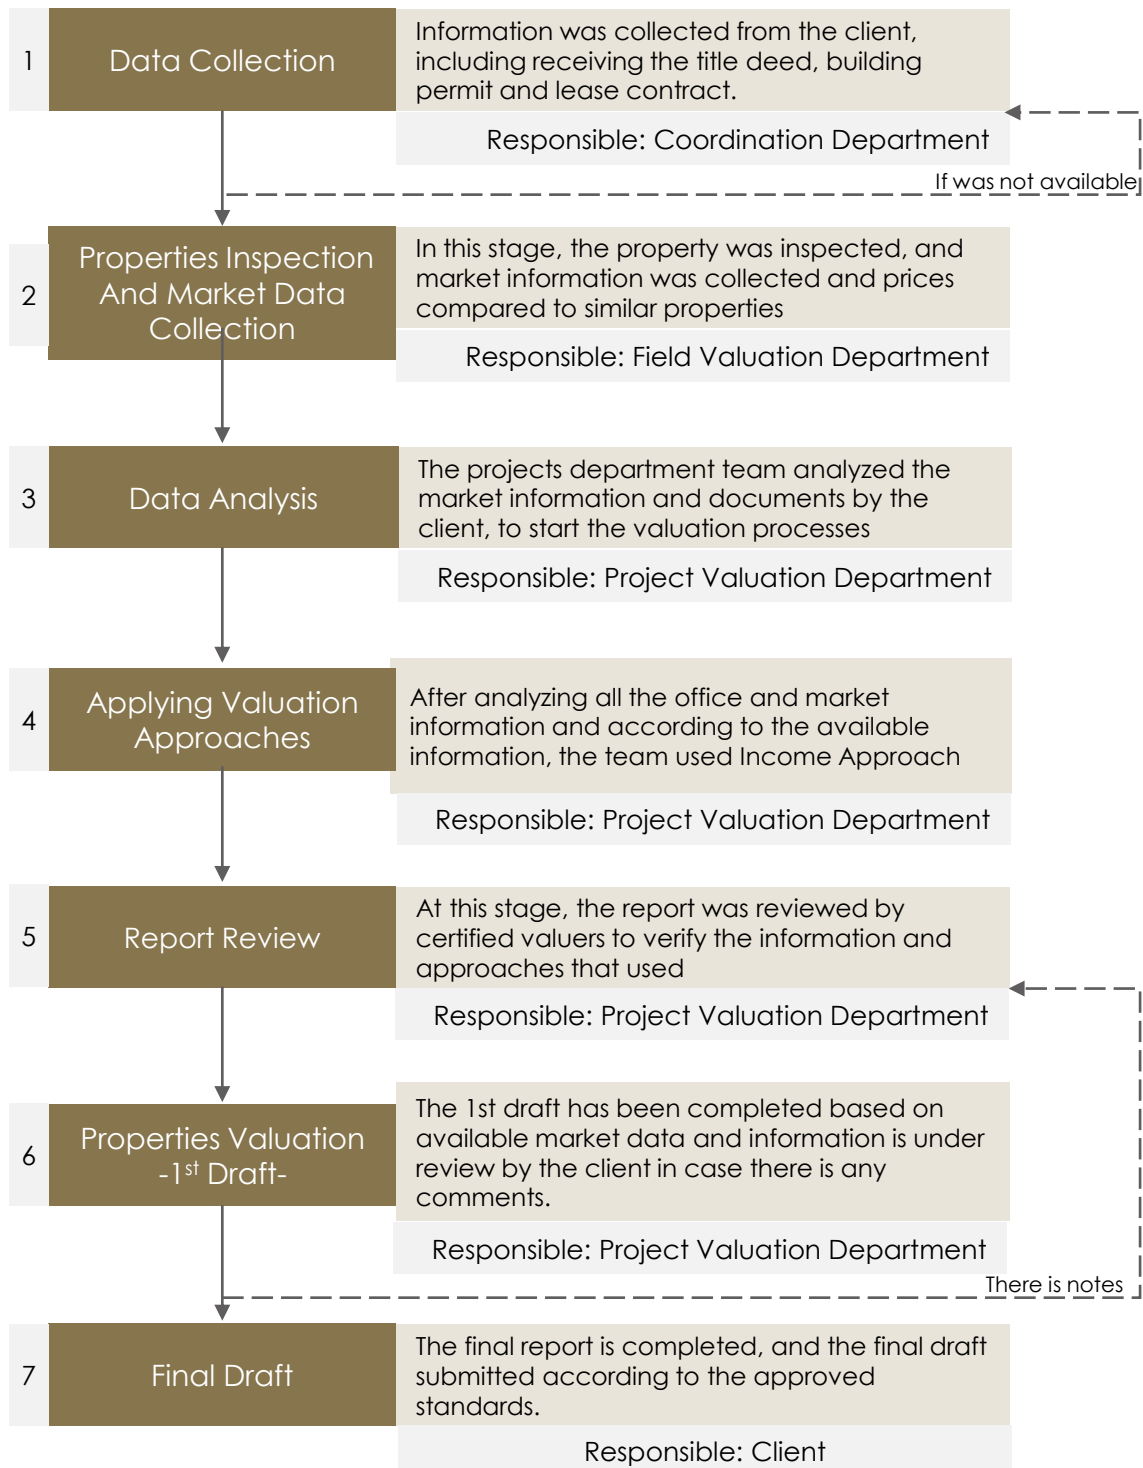 1
Data Collection
Information was collected from the client,
including receiving the title deed, building
permit and lease contract.
Responsible: Coordination Department
If was not available
2
Properties Inspection
And Market Data
Collection
In this stage, the property was inspected, and
market information was collected and prices
compared to similar properties
Responsible: Field Valuation Department
3
Data Analysis
The projects department team analyzed the
market information and documents by the
client, to start the valuation processes
Responsible: Project Valuation Department
4
Applying Valuation
Approaches
After analyzing all the office and market
information and according to the available
information, the team used Income Approach
Responsible: Project Valuation Department
5
Report Review
At this stage, the report was reviewed by
certified valuers to verify the information and
approaches that used
Responsible: Project Valuation Department
6
Properties Valuation
-1st Draft-
The 1st draft has been completed based on
available market data and information is under
review by the client in case there is any
comments.
Responsible: Project Valuation Department
There is notes
7
Final Draft
The final report is completed, and the final draft
submitted according to the approved
standards.
Responsible: Client